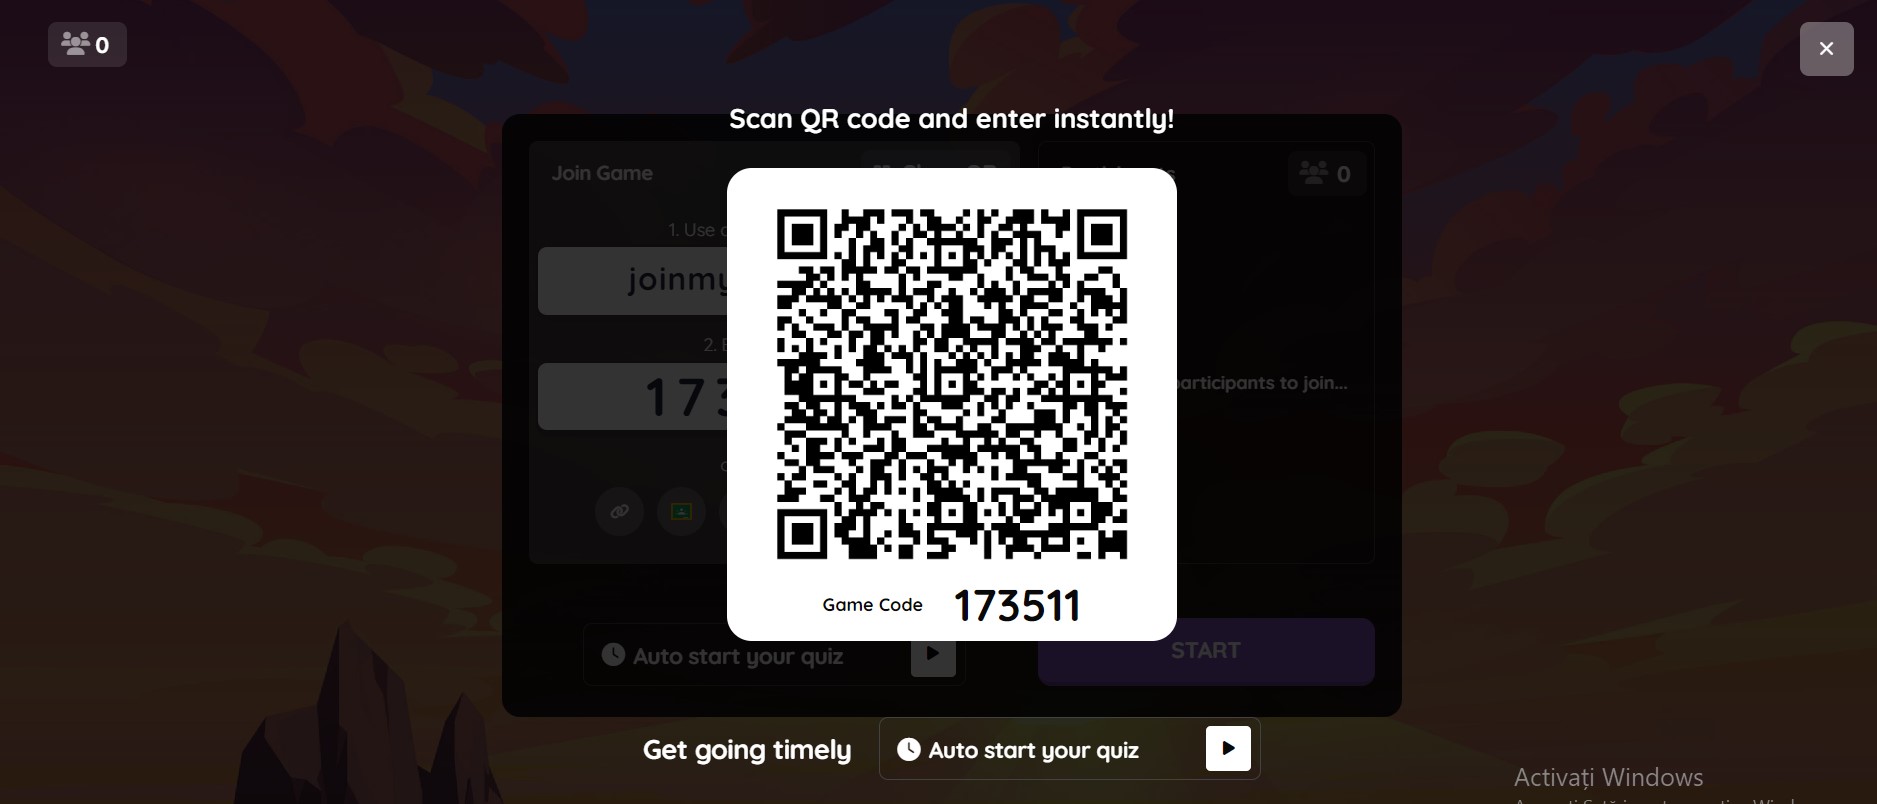 0
Scan QR code and enter instantly!
Join Game
0
1. Use
joinmy
2.
173
participants to join...
Game Code 173511
Auto start your quiz
START
Get going timely
Auto start your quiz
Activați Windows